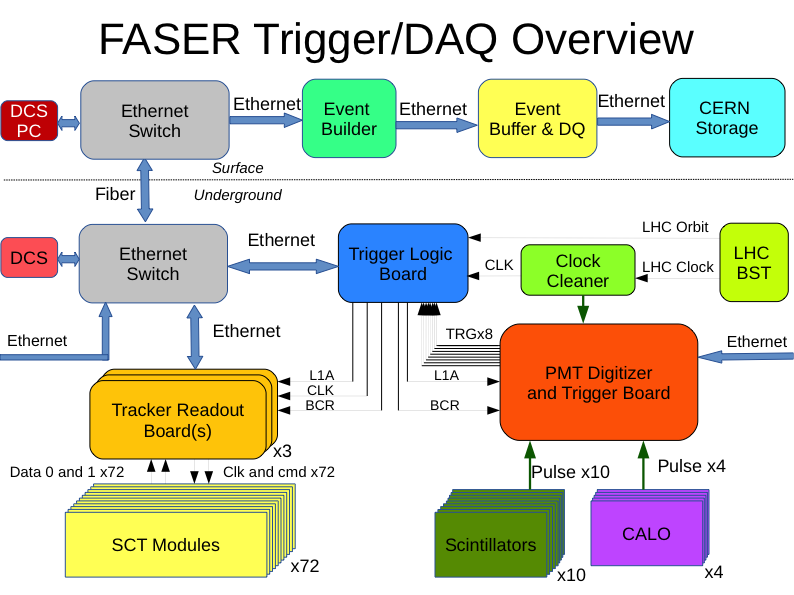 FASER Trigger/DAQ Overview
DCS
PC
Ethernet
Switch
Ethernet
Event
Builder
Ethernet
Event
Buffer & DQ
Ethernet
CERN
Storage
Surface
Fiber
Underground
DCS
Ethernet
Switch
Ethernet
Trigger Logic
Board
LHC Orbit
CLK
Clock
Cleaner
LHC Clock
LHC
BST
Ethernet
Ethernet
TRGx8
Ethernet
L1A
CLK
BCR
L1A
BCR
PMT Digitizer
and Trigger Board
Tracker Readout
Board(s)
x3
Data 0 and 1 x72
Clk and cmd x72
Pulse x10
Pulse x4
SCT Modules
x72
Scintillators
x10
CALO
x4